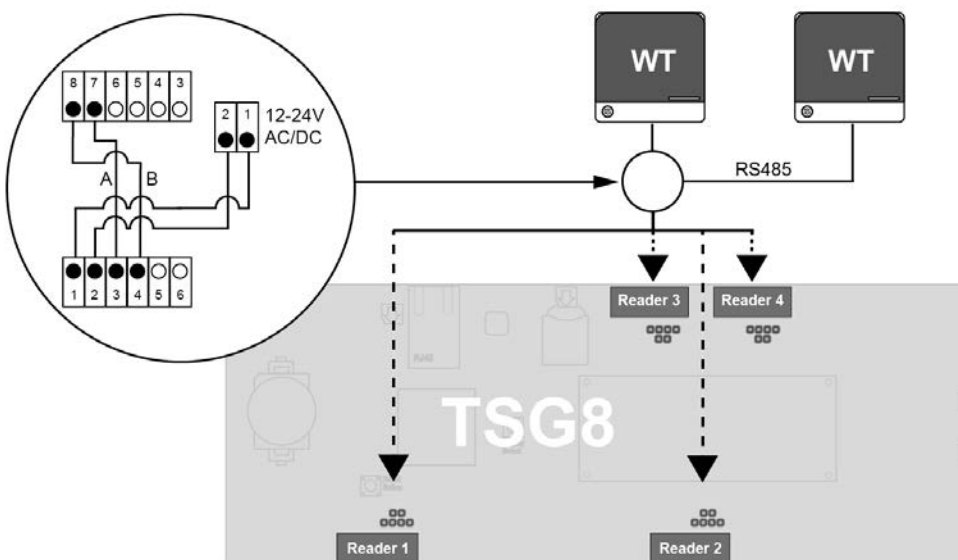 WT
WT
8 7 6 5 4 3
2 1
12-24V
AC/DC
A B
RS485
1 2 3 4 5 6
Reader 3
Reader 4
TSG8
Reader 1
Reader 2